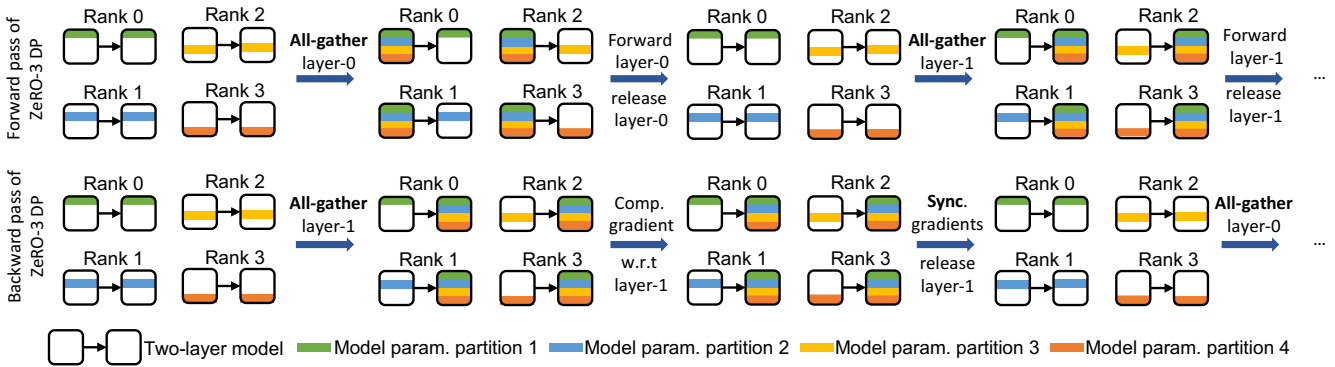 Forward pass of
ZeRO-3 DP
Rank 0
Rank 2
Rank 1
Rank 3
All-gather
layer-0
Rank 0
Rank 2
Rank 1
Rank 3
Forward
layer-0
release
layer-0
Rank 0
Rank 2
Rank 1
Rank 3
All-gather
layer-1
Rank 0
Rank 2
Rank 1
Rank 3
Forward
layer-1
release
layer-1
...
Backward pass of
ZeRO-3 DP
Rank 0
Rank 2
Rank 1
Rank 3
All-gather
layer-1
Rank 0
Rank 2
Rank 1
Rank 3
Comp.
gradient
w.r.t
layer-1
Rank 0
Rank 2
Rank 1
Rank 3
Sync.
gradients
release
layer-1
Rank 0
Rank 2
Rank 1
Rank 3
All-gather
layer-0
...
Two-layer model
Model param. partition 1
Model param. partition 2
Model param. partition 3
Model param. partition 4